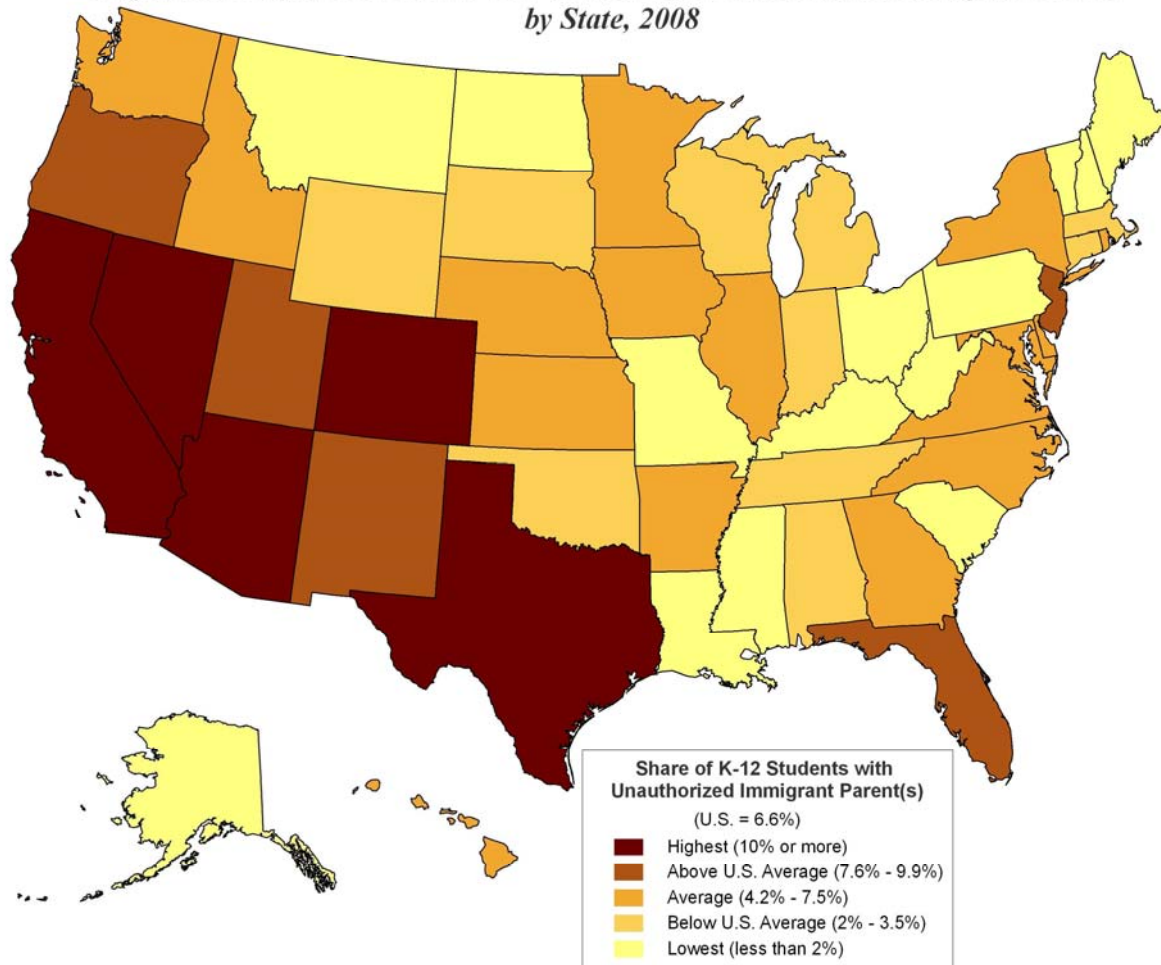 by State, 2008
Share of K-12 Students with
Unauthorized Immigrant Parent(s)
(U.S. = 6.6%)
Highest (10% or more)
Above U.S. Average (7.6% - 9.9%)
Average (4.2% - 7.5%)
Below U.S. Average (2% - 3.5%)
Lowest (less than 2%)